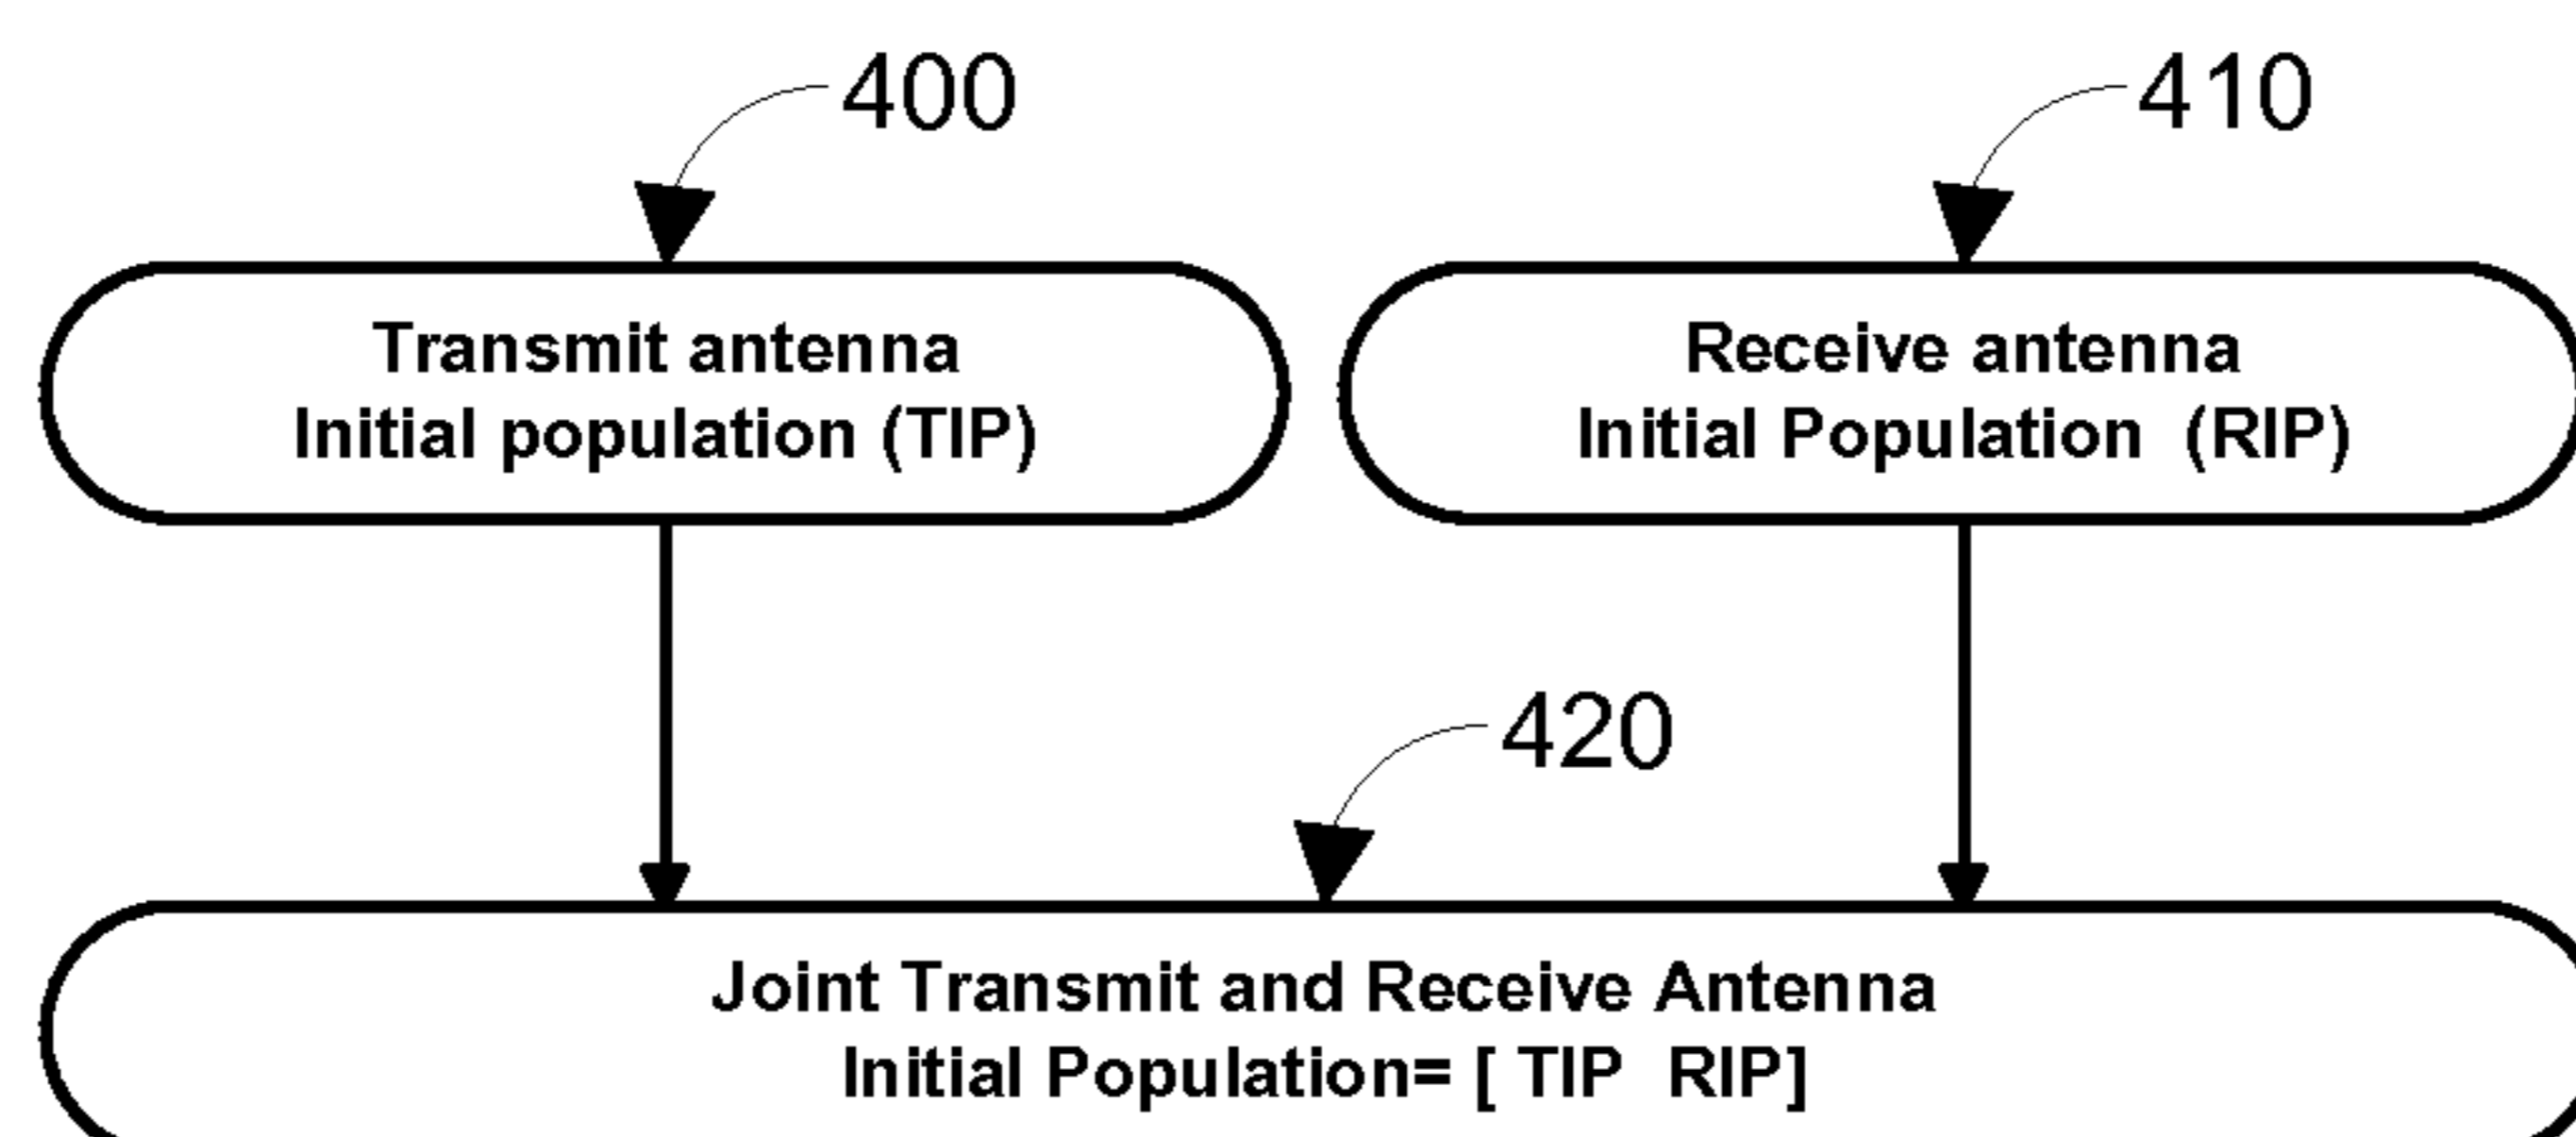 400
410
Transmit antenna
Initial population (TIP)
Receive antenna
Initial Population  (RIP)
420
Joint Transmit and Receive Antenna
Initial Population= [ TIP  RIP]